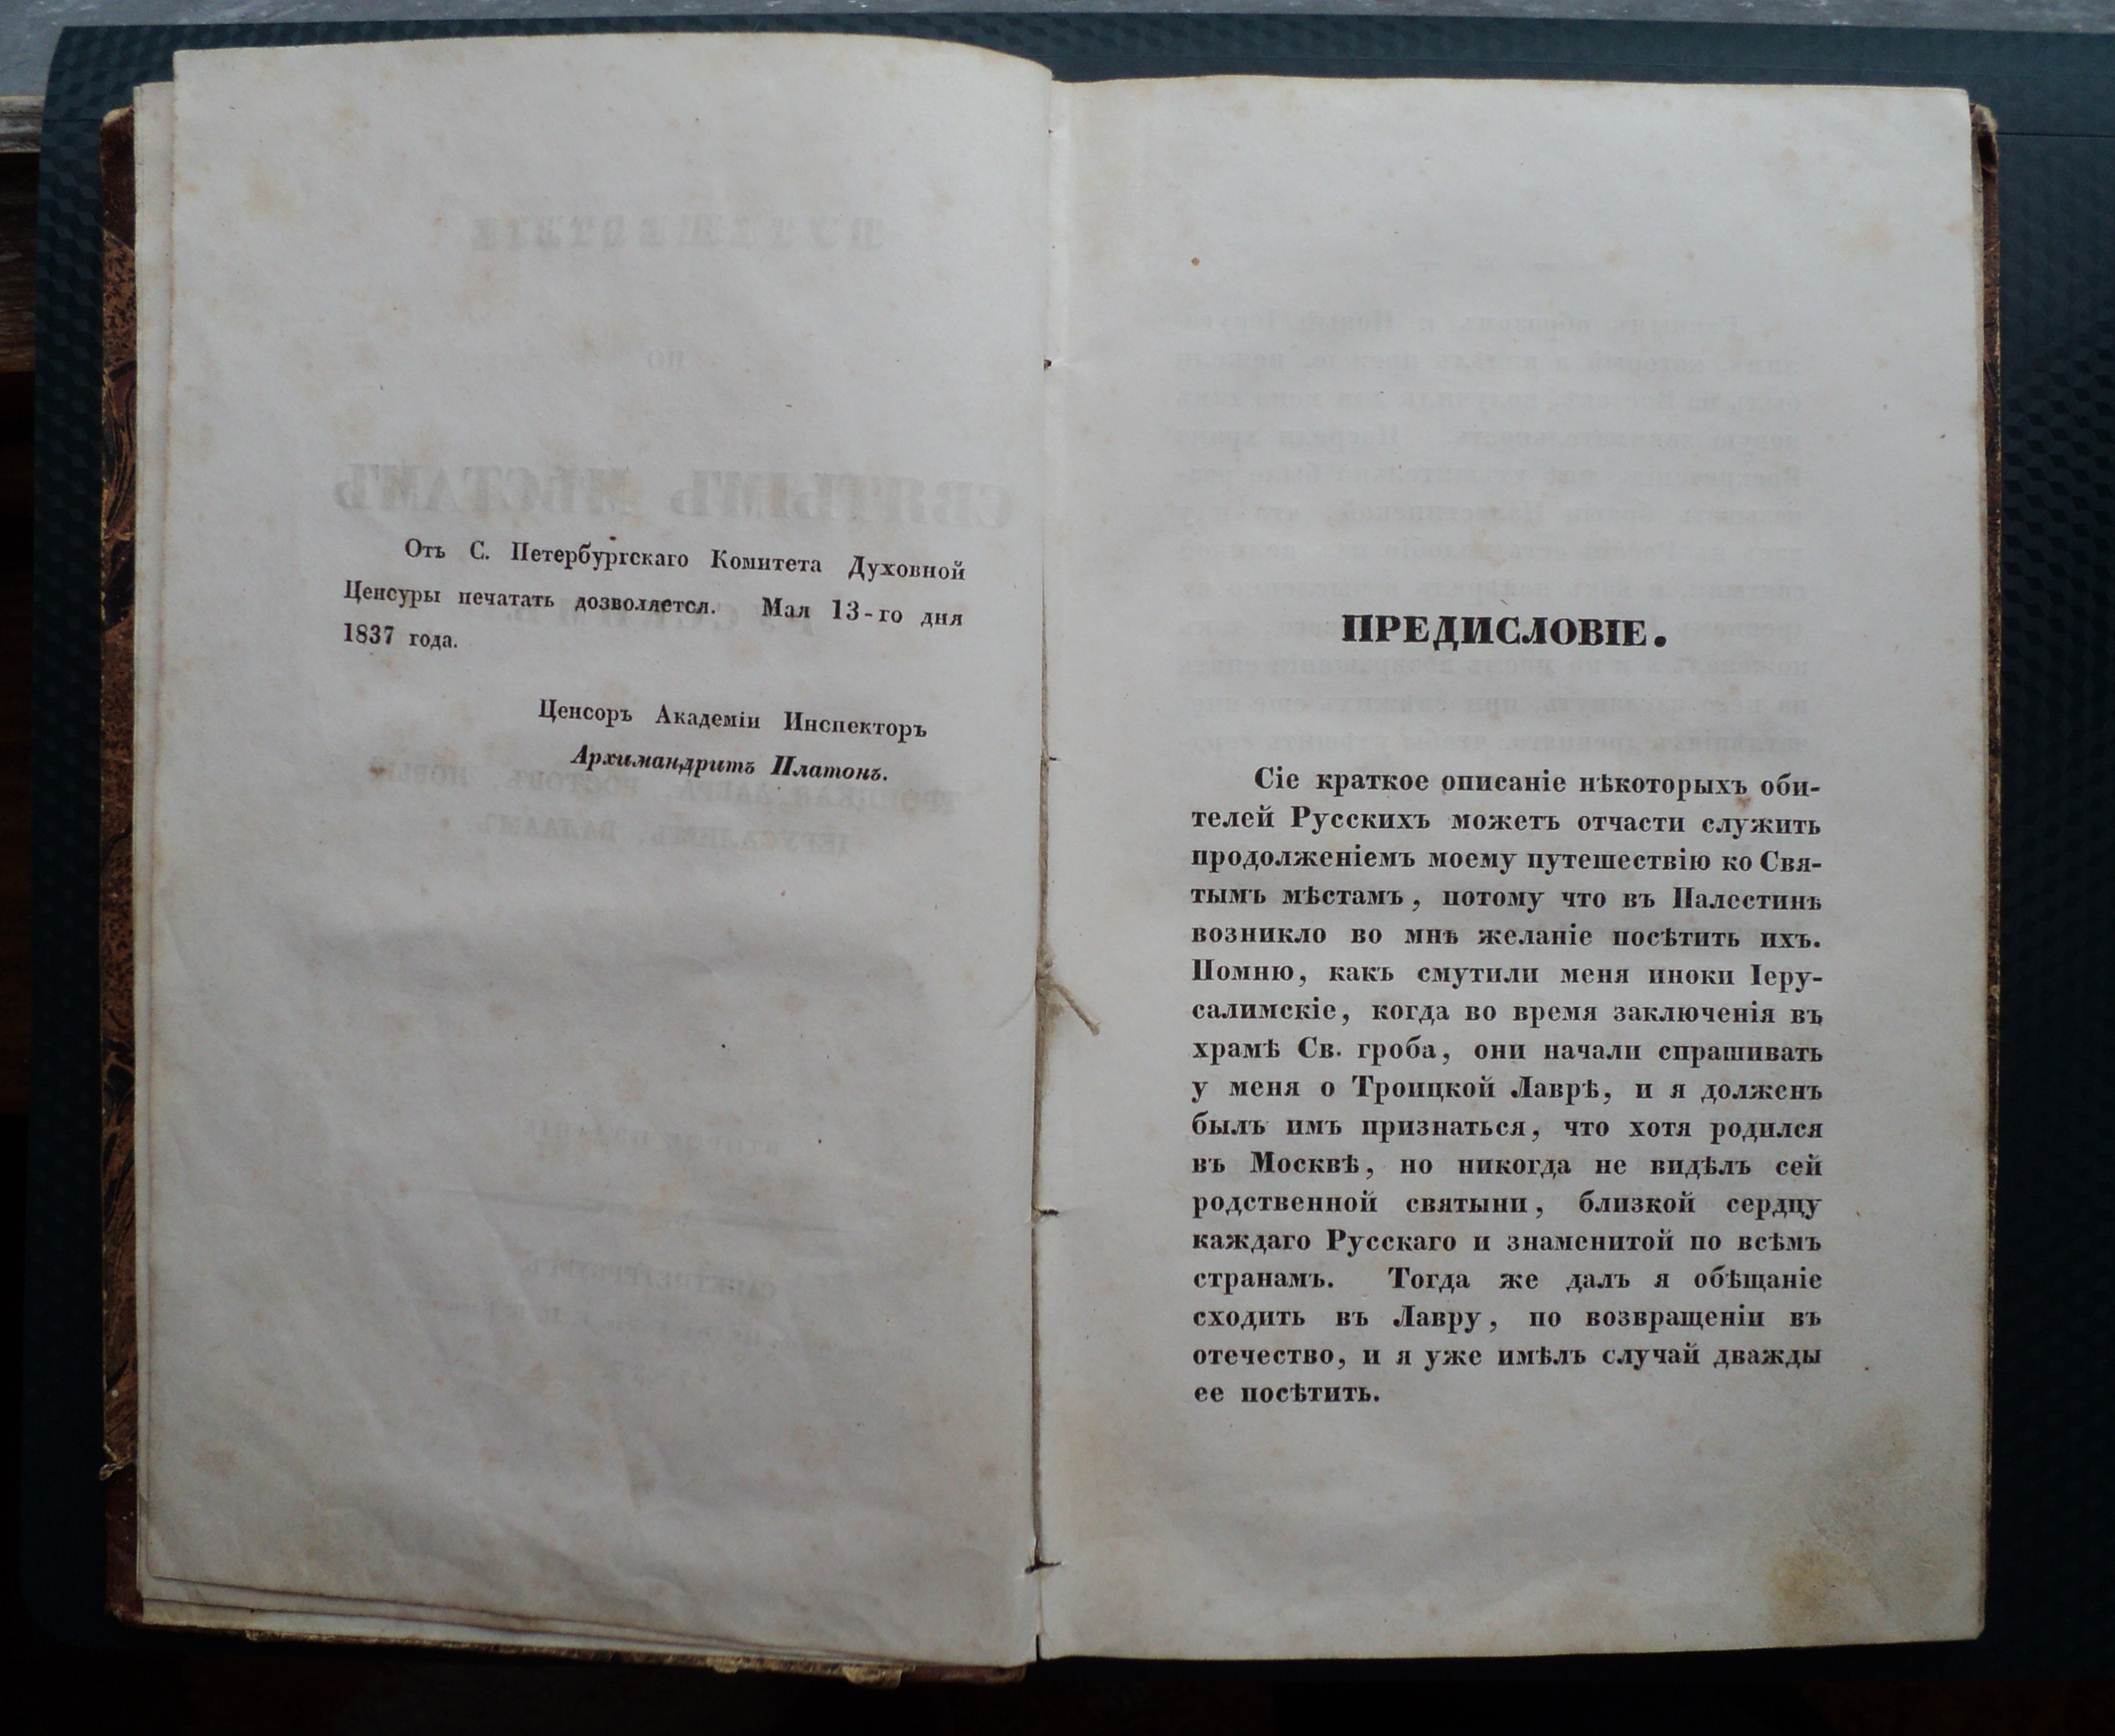 Отъ С. Петербургскаго Комитета Духовной
Ценсуры печатать дозволяется. Мая 13-го дня
1837 года.
Ценсоръ Академіи Инспекторъ
Архимандритъ Платонъ.
ПРЕДИСЛОВІЕ.
Сіе краткое описаніе нѣкоторыхъ оби-
телей Русскихъ можетъ отчасти служить
продолженіемъ моему путешествію ко Свя-
тымъ мѣстамъ, потому что въ Палестинѣ
возникло во мнѣ желаніе посѣтить ихъ.
Помню, какъ смутили меня иноки Іеру-
салимскіе, когда во время заключенія въ
храмѣ Св. гроба, они начали спрашивать
у меня о Троицкой Лаврѣ, и я долженъ
былъ имъ признаться, что хотя родился
въ Москвѣ, но никогда не видѣлъ сей
родственной святыни, близкой сердцу
каждаго Русскаго и знаменитой по всѣмъ
странамъ. Тогда же далъ я обѣщаніе
сходить въ Лавру, по возвращеніи въ
отечество, и я уже имѣлъ случай дважды
ее посѣтить.